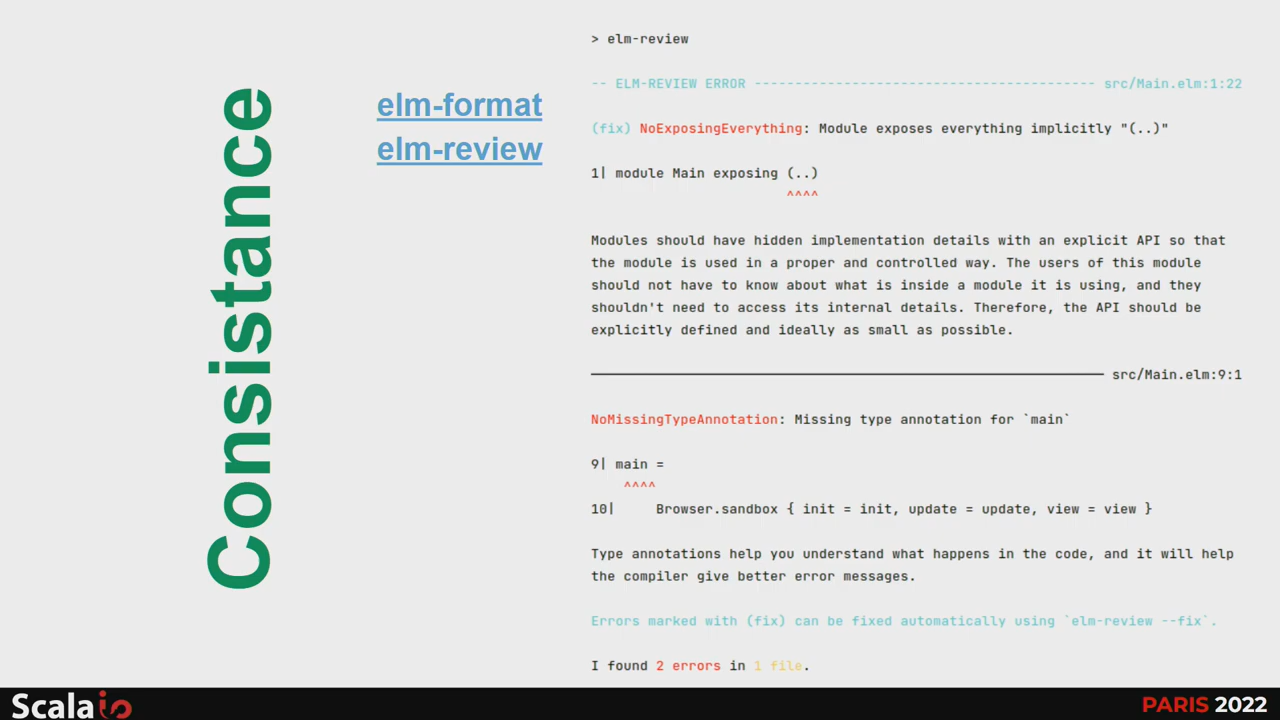 Consistance
elm-format
elm-review
> elm-review
-- ELM-REVIEW ERROR ------------------------------------------ src/Main.elm:1:22
(fix) NoExposingEverything: Module exposes everything implicitly "(..)"
1| module Main exposing (..)
^^^^
Modules should have hidden implementation details with an explicit API so that
the module is used in a proper and controlled way. The users of this module
should not have to know about what is inside a module it is using, and they
shouldn't need to access its internal details. Therefore, the API should be
explicitly defined and ideally as small as possible.
─────────────────────────────────────────────────────────────── src/Main.elm:9:1
NoMissingTypeAnnotation: Missing type annotation for `main`
9| main =
^^^^
10|     Browser.sandbox { init = init, update = update, view = view }
Type annotations help you understand what happens in the code, and it will help
the compiler give better error messages.
Errors marked with (fix) can be fixed automatically using `elm-review --fix`.
I found 2 errors in 1 file.
Scalaio
PARIS 2022